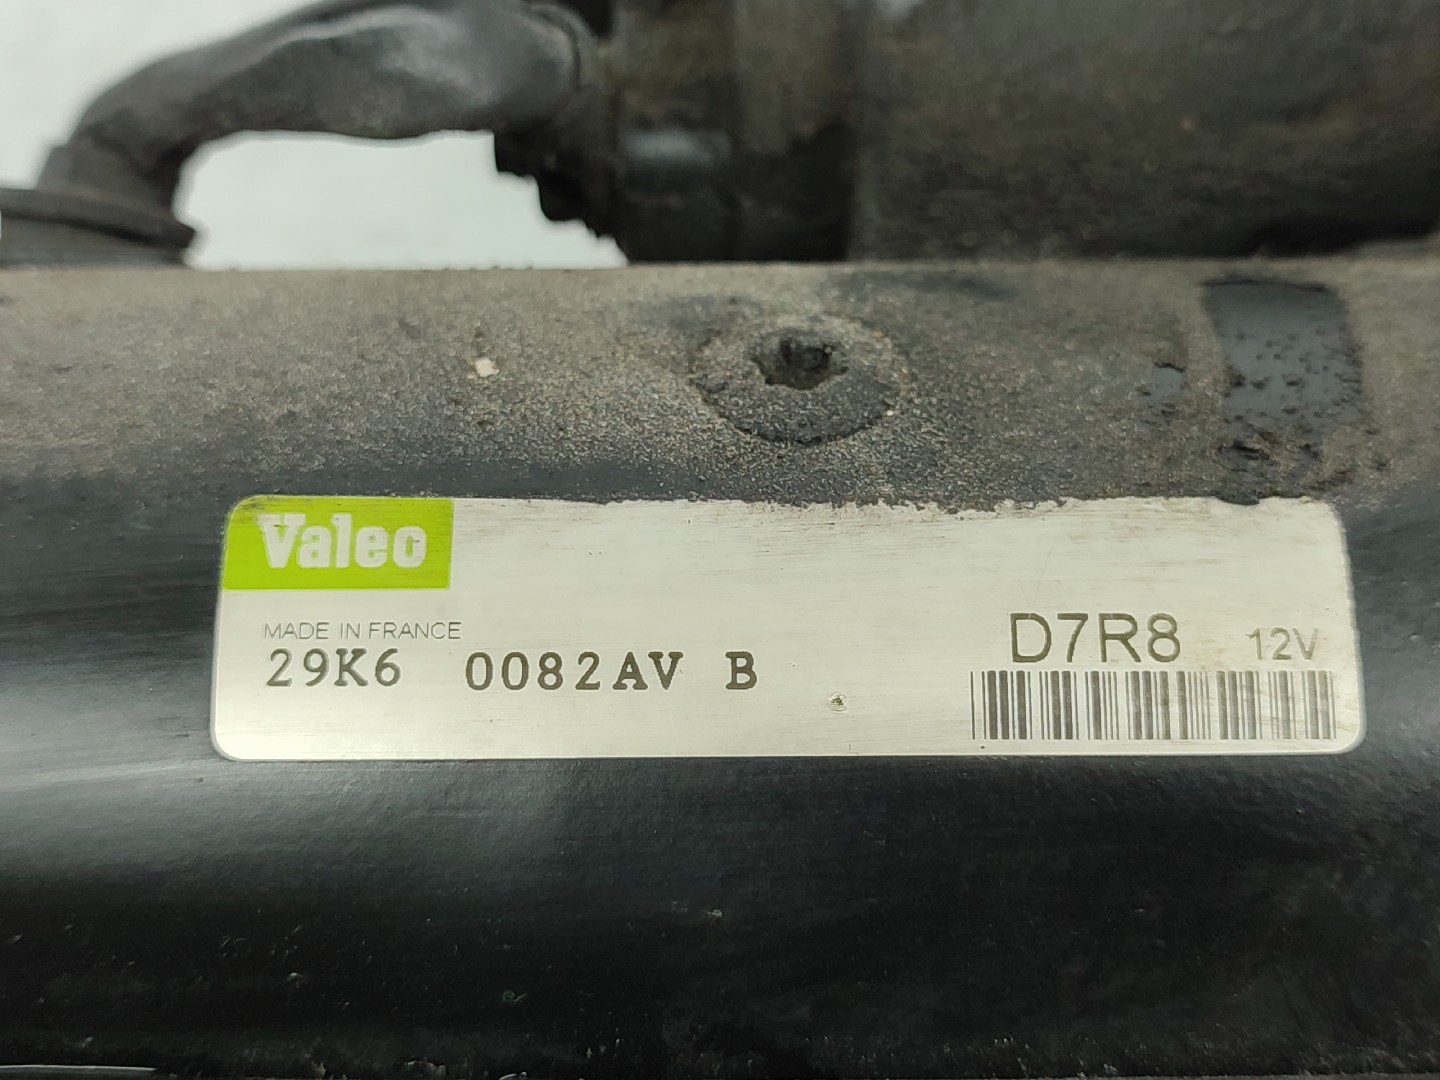 Valeo
MADE IN FRANCE
D7R8 12V
29K6 0082AV B